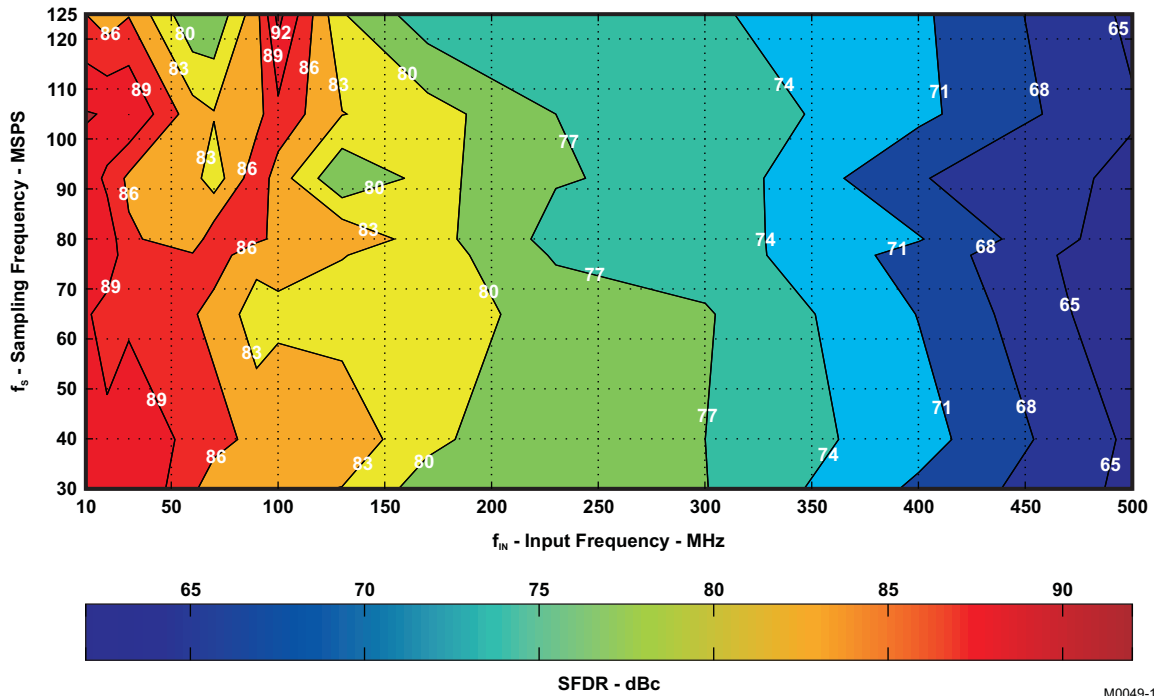 125
120
110
100
90
80
70
60
50
40
30
f_S - Sampling Frequency - MSPS
86 80 92 65
89
83 86 83 80 74
89 71 68
77
83 86
86 80
83
86 74 71 68
77
89 80
65
83
89 77 71 68
86 83 80 74 65
10 50 100 150 200 250 300 350 400 450 500
f_IN - Input Frequency - MHz
65 70 75 80 85 90
SFDR - dBc
M0049-1